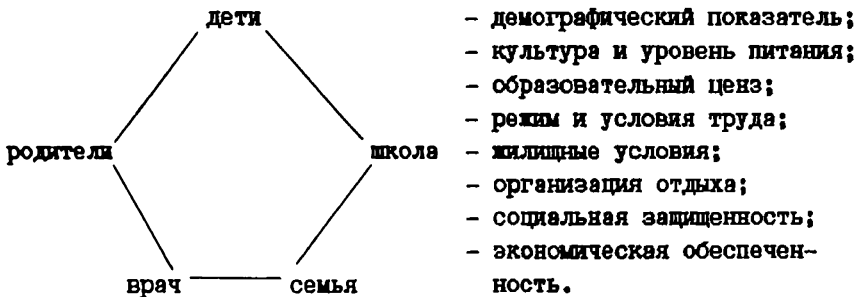 дети
родители
школа
врач
семья
- демографический показатель;
- культура и уровень питания;
- образовательный ценз;
- режим и условия труда;
- жилищные условия;
- организация отдыха;
- социальная защищенность;
- экономическая обеспечен-
ность.